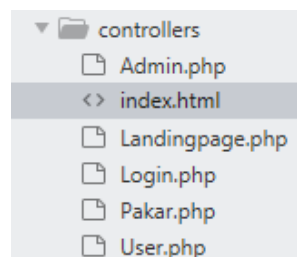 controllers
Admin.php
<> index.html
Landingpage.php
Login.php
Pakar.php
User.php